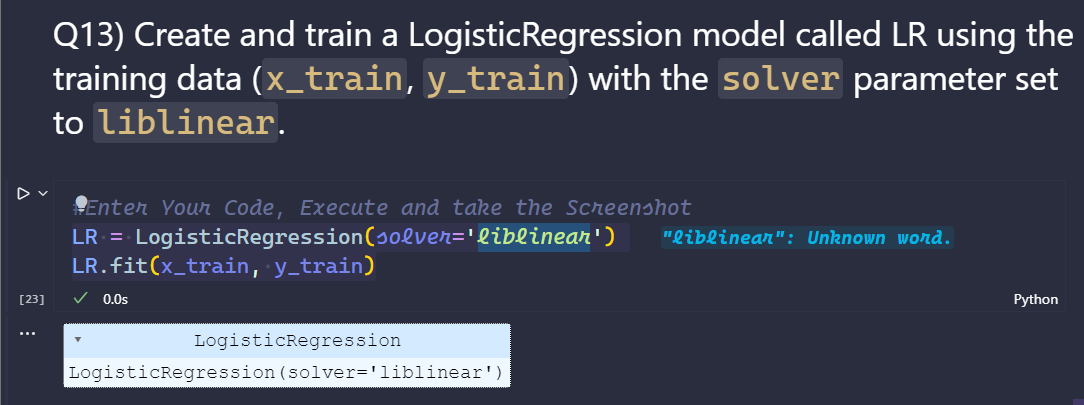 Q13) Create and train a LogisticRegression model called LR using the
training data (x_train, y_train) with the solver parameter set
to liblinear.
#Enter Your Code, Execute and take the Screenshot
LR = LogisticRegression(solver='liblinear') "liblinear": Unknown word.
LR.fit(x_train, y_train)
[23] 0.0s Python
LogisticRegression
LogisticRegression(solver='liblinear')